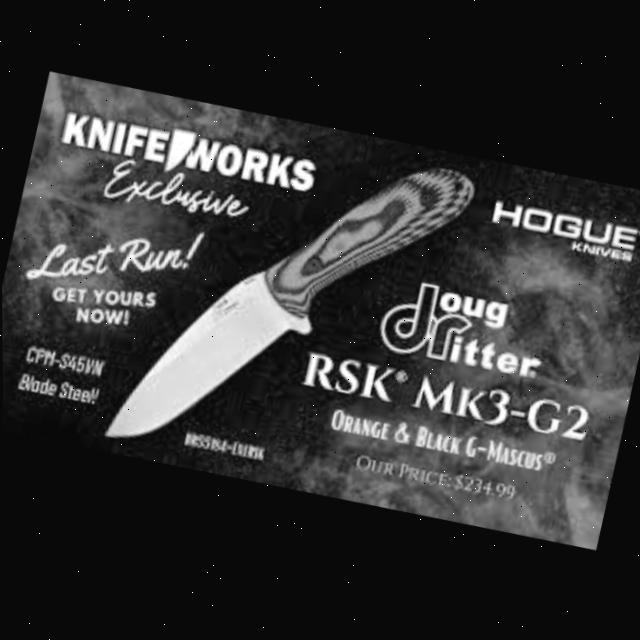 KNIFEWORKS
Exclusive
Last Run!
GET YOURS
NOW!
CPM-S45VN
Blade Steel!
HOGUE
KNIVES
doug
ritter
RSK® MK3-G2
ORANGE & BLACK G-MASCUS®
OUR PRICE: $234.99